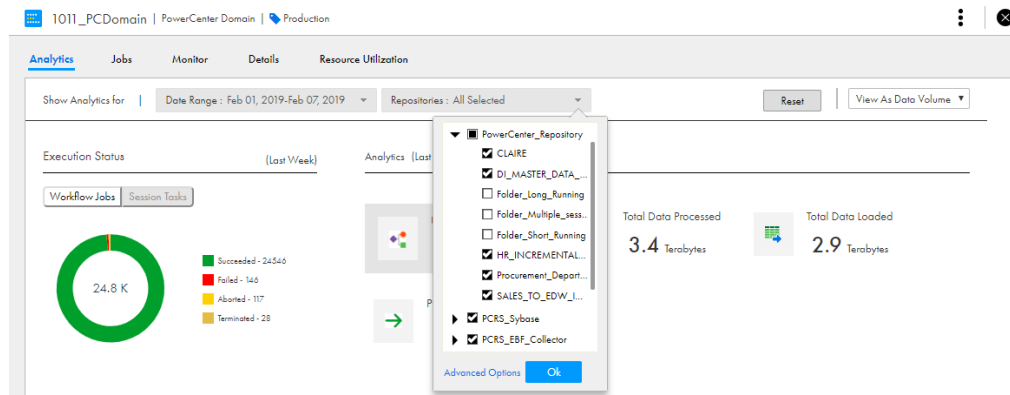 1011_PCDomain | PowerCenter Domain | Production
Analytics Jobs Monitor Details Resource Utilization
Show Analytics for | Date Range : Feb 01, 2019-Feb 07, 2019 Repositories : All Selected Reset View As Data Volume
PowerCenter_Repository
Execution Status (Last Week) Analytics (Last
CLAIRE
DI_MASTER_DATA_...
Workflow Jobs Session Tasks
Folder_Long_Running
Folder_Multiple_sess..
Folder_Short_Running
Total Data Processed Total Data Loaded
3.4 Terabytes 2.9 Terabytes
HR_INCREMENTAL...
Procurement_Depart...
SALES_TO_EDW_I...
24.8 K
Succeeded - 24546
Failed - 146
Aborted - 117
Terminated - 28
PCRS_Sybase
PCRS_EBF_Collector
Advanced Options Ok